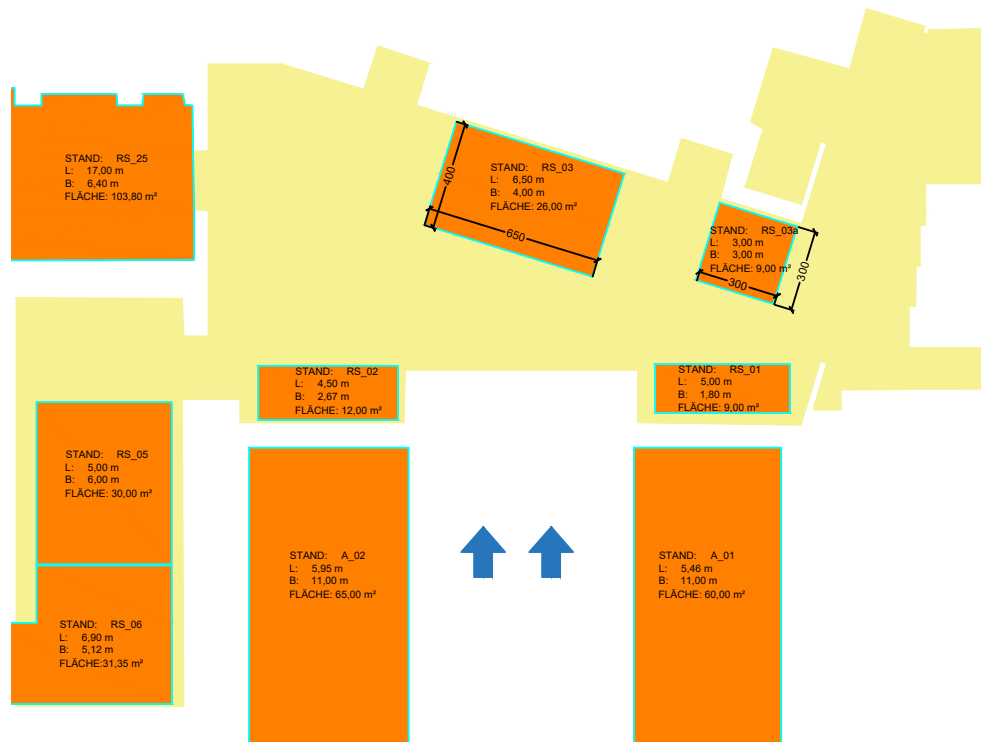 STAND: RS_25
L: 17,00 m
B: 6,40 m
FLÄCHE: 103,80 m²
400
STAND: RS_03
L: 6,50 m
B: 4,00 m
FLÄCHE: 26,00 m²
650
STAND: RS_03a
L: 3,00 m
B: 3,00 m
FLÄCHE: 9,00 m²
300
300
STAND: RS_02
L: 4,50 m
B: 2,67 m
FLÄCHE: 12,00 m²
STAND: RS_01
L: 5,00 m
B: 1,80 m
FLÄCHE: 9,00 m²
STAND: RS_05
L: 5,00 m
B: 6,00 m
FLÄCHE: 30,00 m²
STAND: A_02
L: 5,95 m
B: 11,00 m
FLÄCHE: 65,00 m²
STAND: A_01
L: 5,46 m
B: 11,00 m
FLÄCHE: 60,00 m²
STAND: RS_06
L: 6,90 m
B: 5,12 m
FLÄCHE:31,35 m²